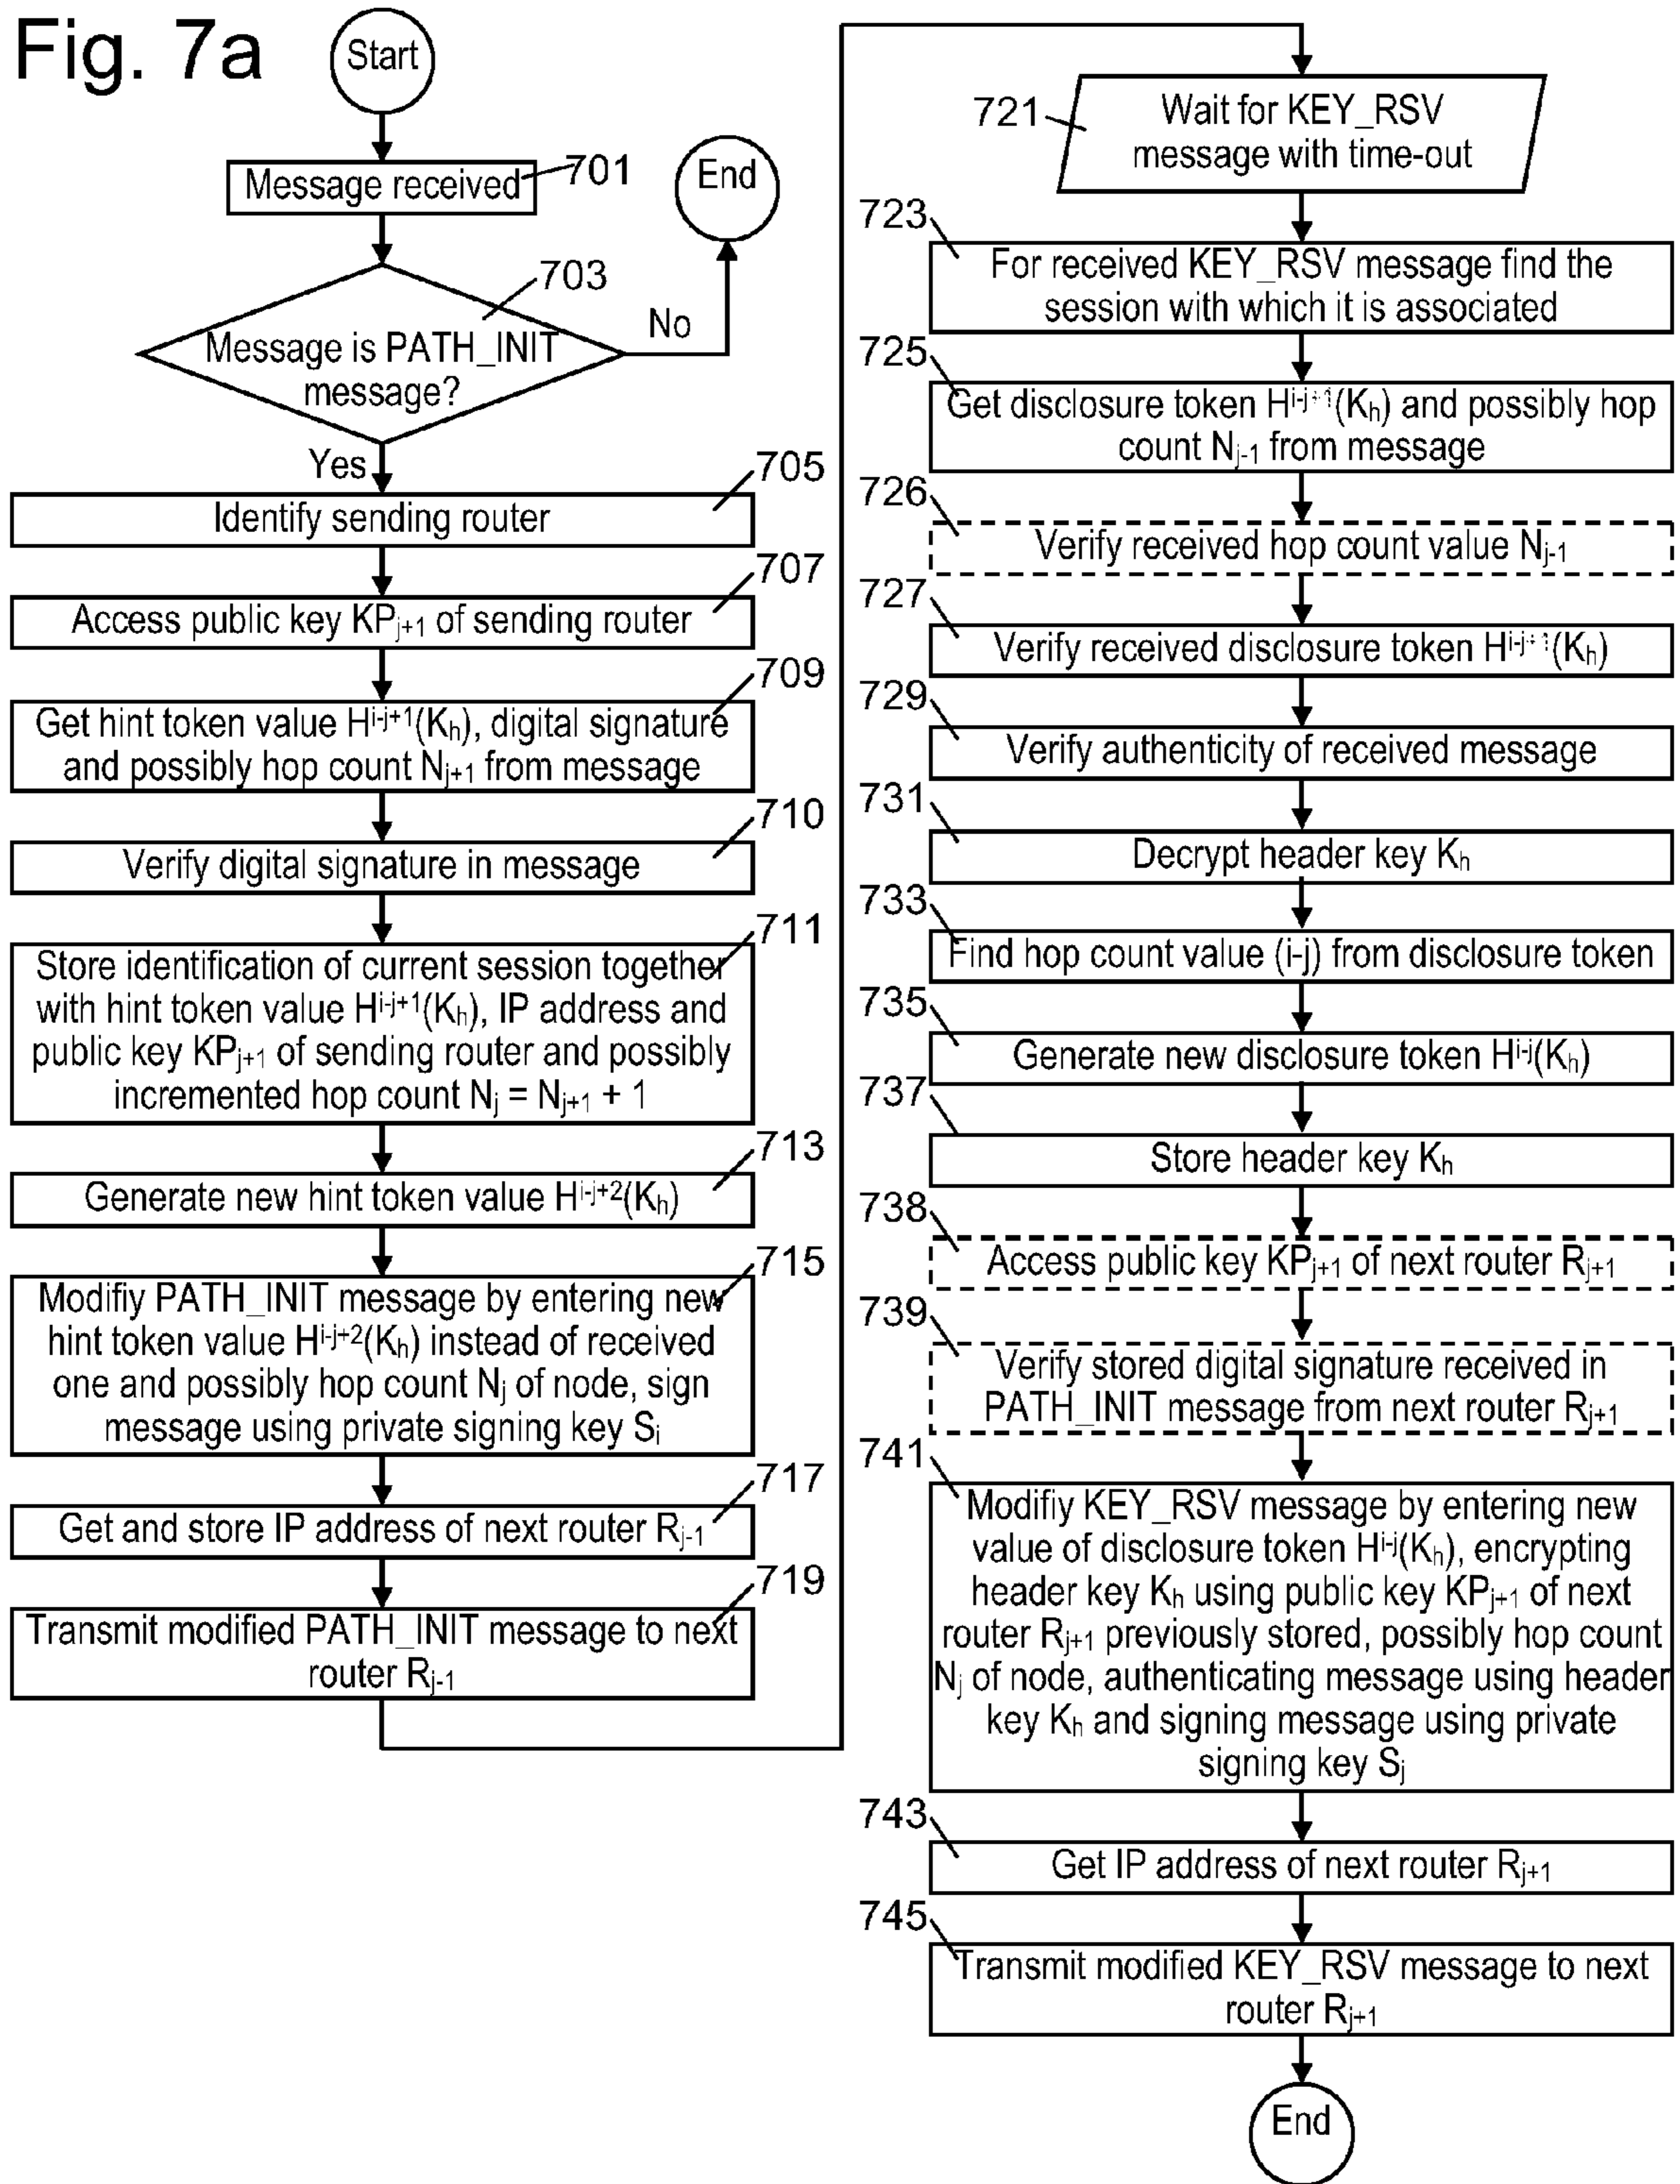 Fig. 7a
Start
Message received
701
End
703
Message is PATH_INIT
message?
No
Yes
705
Identify sending router
707
Access public key KPj+1 of sending router
709
Get hint token value Hi-j+1(Kh), digital signature
and possibly hop count Nj+1 from message
710
Verify digital signature in message
711
Store identification of current session together
with hint token value Hi-j+1(Kh), IP address and
public key KPj+1 of sending router and possibly
incremented hop count Nj = Nj+1 + 1
713
Generate new hint token value Hi-j+2(Kh)
715
Modifiy PATH_INIT message by entering new
hint token value Hi-j+2(Kh) instead of received
one and possibly hop count Nj of node, sign
message using private signing key Si
717
Get and store IP address of next router Rj-1
719
Transmit modified PATH_INIT message to next
router Rj-1
721
Wait for KEY_RSV
message with time-out
723
For received KEY_RSV message find the
session with which it is associated
725
Get disclosure token Hi-j+1(Kh) and possibly hop
count Nj-1 from message
726
Verify received hop count value Nj-1
727
Verify received disclosure token Hi-j+1(Kh)
729
Verify authenticity of received message
731
Decrypt header key Kh
733
Find hop count value (i-j) from disclosure token
735
Generate new disclosure token Hi-j(Kh)
737
Store header key Kh
738
Access public key KPj+1 of next router Rj+1
739
Verify stored digital signature received in
PATH_INIT message from next router Rj+1
741
Modifiy KEY_RSV message by entering new
value of disclosure token Hi-j(Kh), encrypting
header key Kh using public key KPj+1 of next
router Rj+1 previously stored, possibly hop count
Nj of node, authenticating message using header
key Kh and signing message using private
signing key Sj
743
Get IP address of next router Rj+1
745
Transmit modified KEY_RSV message to next
router Rj+1
End